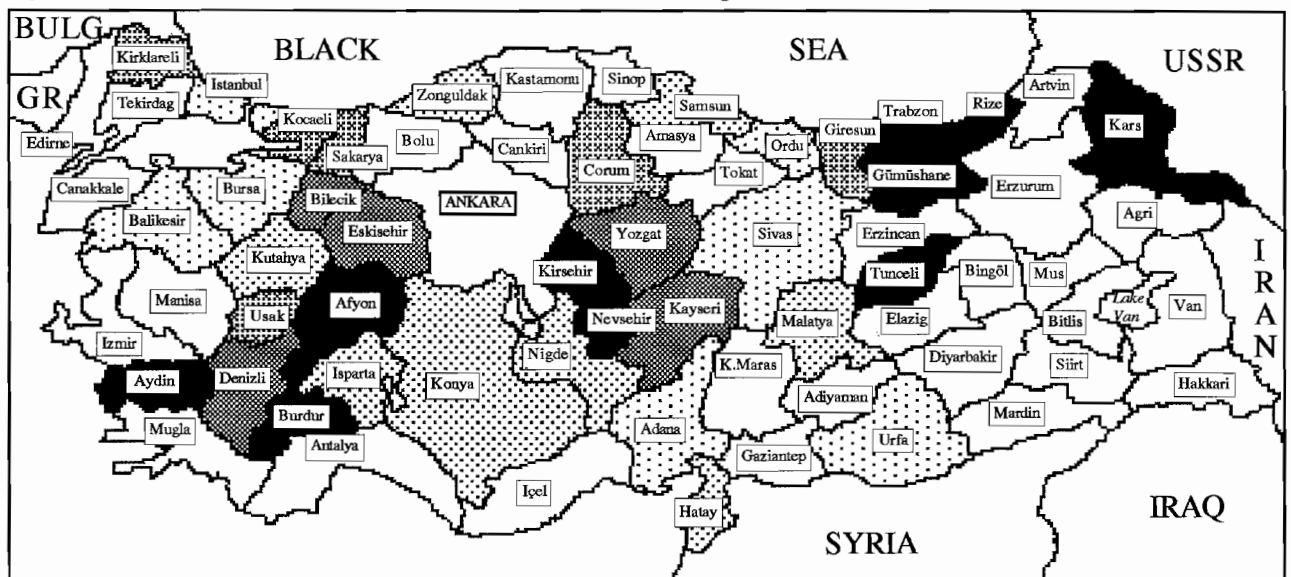 BULG
BLACK
SEA
USSR
Kirklareli
GR
Tekirdag
Istanbul
Edirne
Kocaeli
Zonguldak
Kastamonu
Sinop
Samsun
Trabzon
Rize
Artvin
Kars
Canakkale
Sakarya
Bolu
Cankiri
Corum
Amasya
Ordu
Giresun
Tokat
Gümüshane
Erzurum
Bursa
Bilecik
ANKARA
Balikesir
Eskisehir
Yozgat
Sivas
Erzincan
Agri
IRAN
Kutahya
Kirsehir
Tunceli
Bingöl
Mus
Manisa
Afyon
Usak
Nevsehir
Kayseri
Malatya
Elazig
Bitlis
Lake
Van
Van
Izmir
Nigde
Diyarbakir
Siirt
Aydin
Denizli
Isparta
Konya
K.Maras
Adiyaman
Hakkari
Burdur
Mardin
Mugla
Antalya
Adana
Urfa
Gaziantep
Içel
Hatay
SYRIA
IRAQ